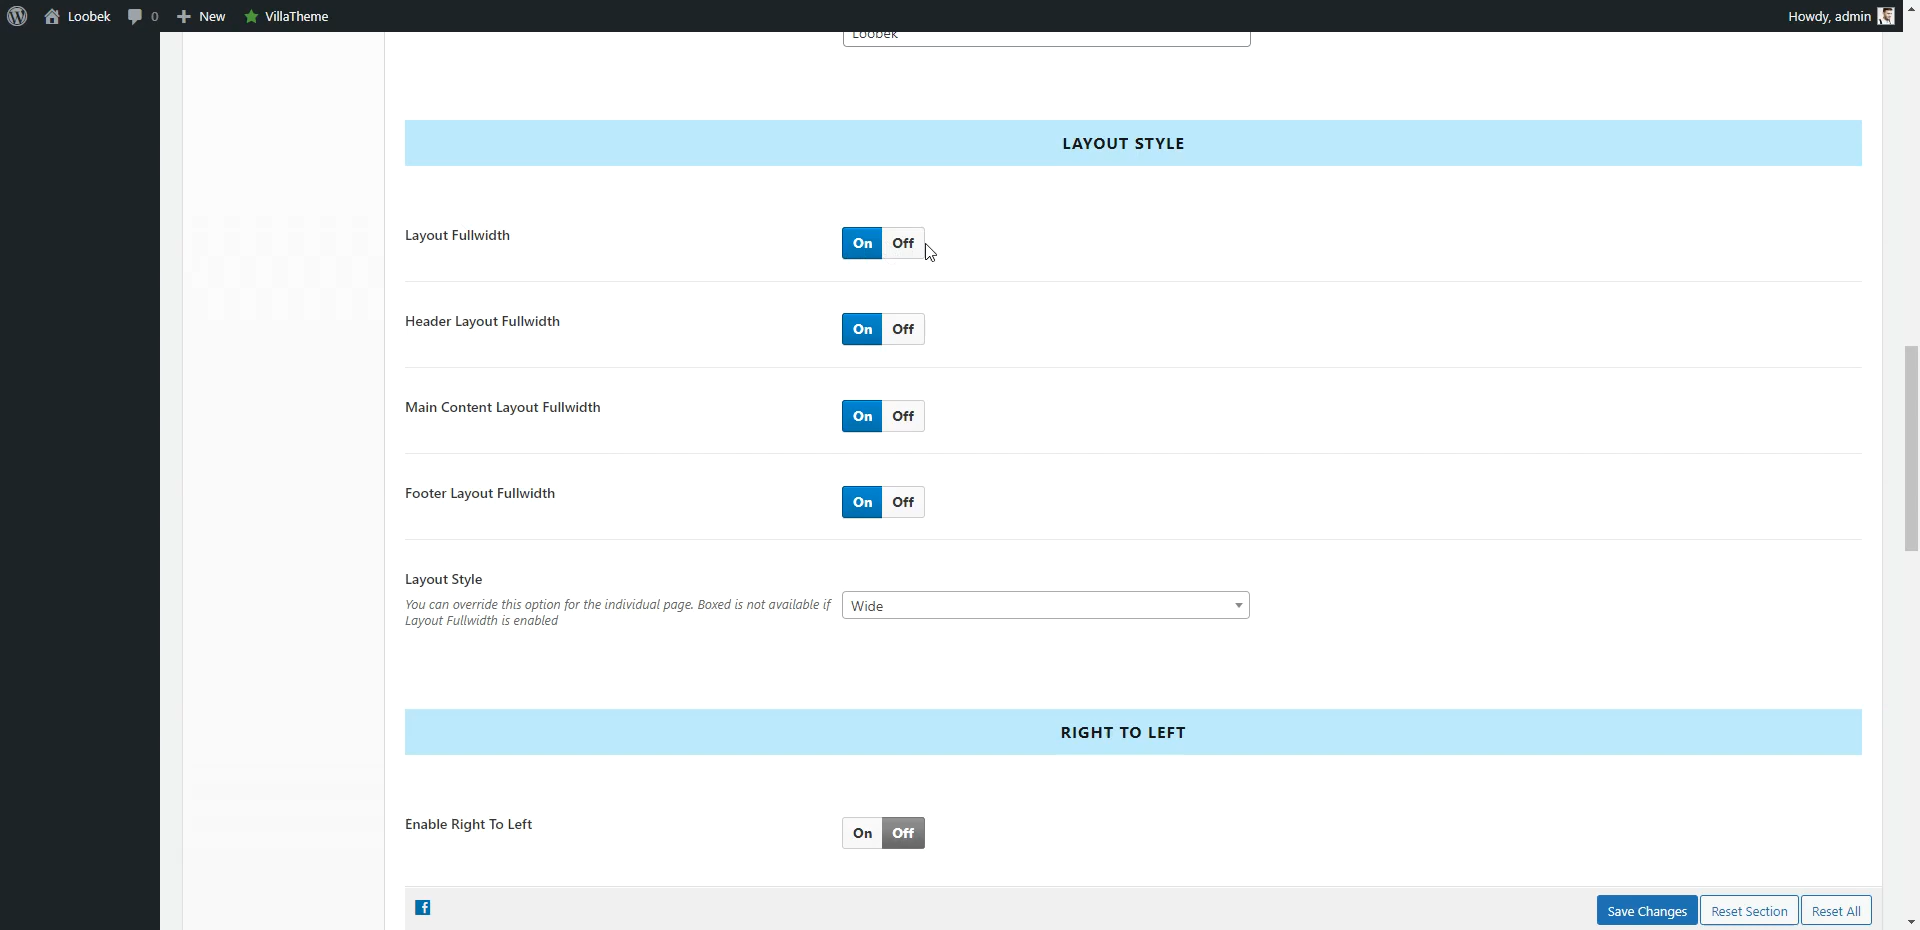 Loobek
0
New
VillaTheme
Howdy, admin
Loobek
LAYOUT STYLE
Layout Fullwidth
On Off
Header Layout Fullwidth
On Off
Main Content Layout Fullwidth
On Off
Footer Layout Fullwidth
On Off
Layout Style
You can override this option for the individual page. Boxed is not available if
Layout Fullwidth is enabled
Wide
RIGHT TO LEFT
Enable Right To Left
On Off
Save Changes
Reset Section
Reset All